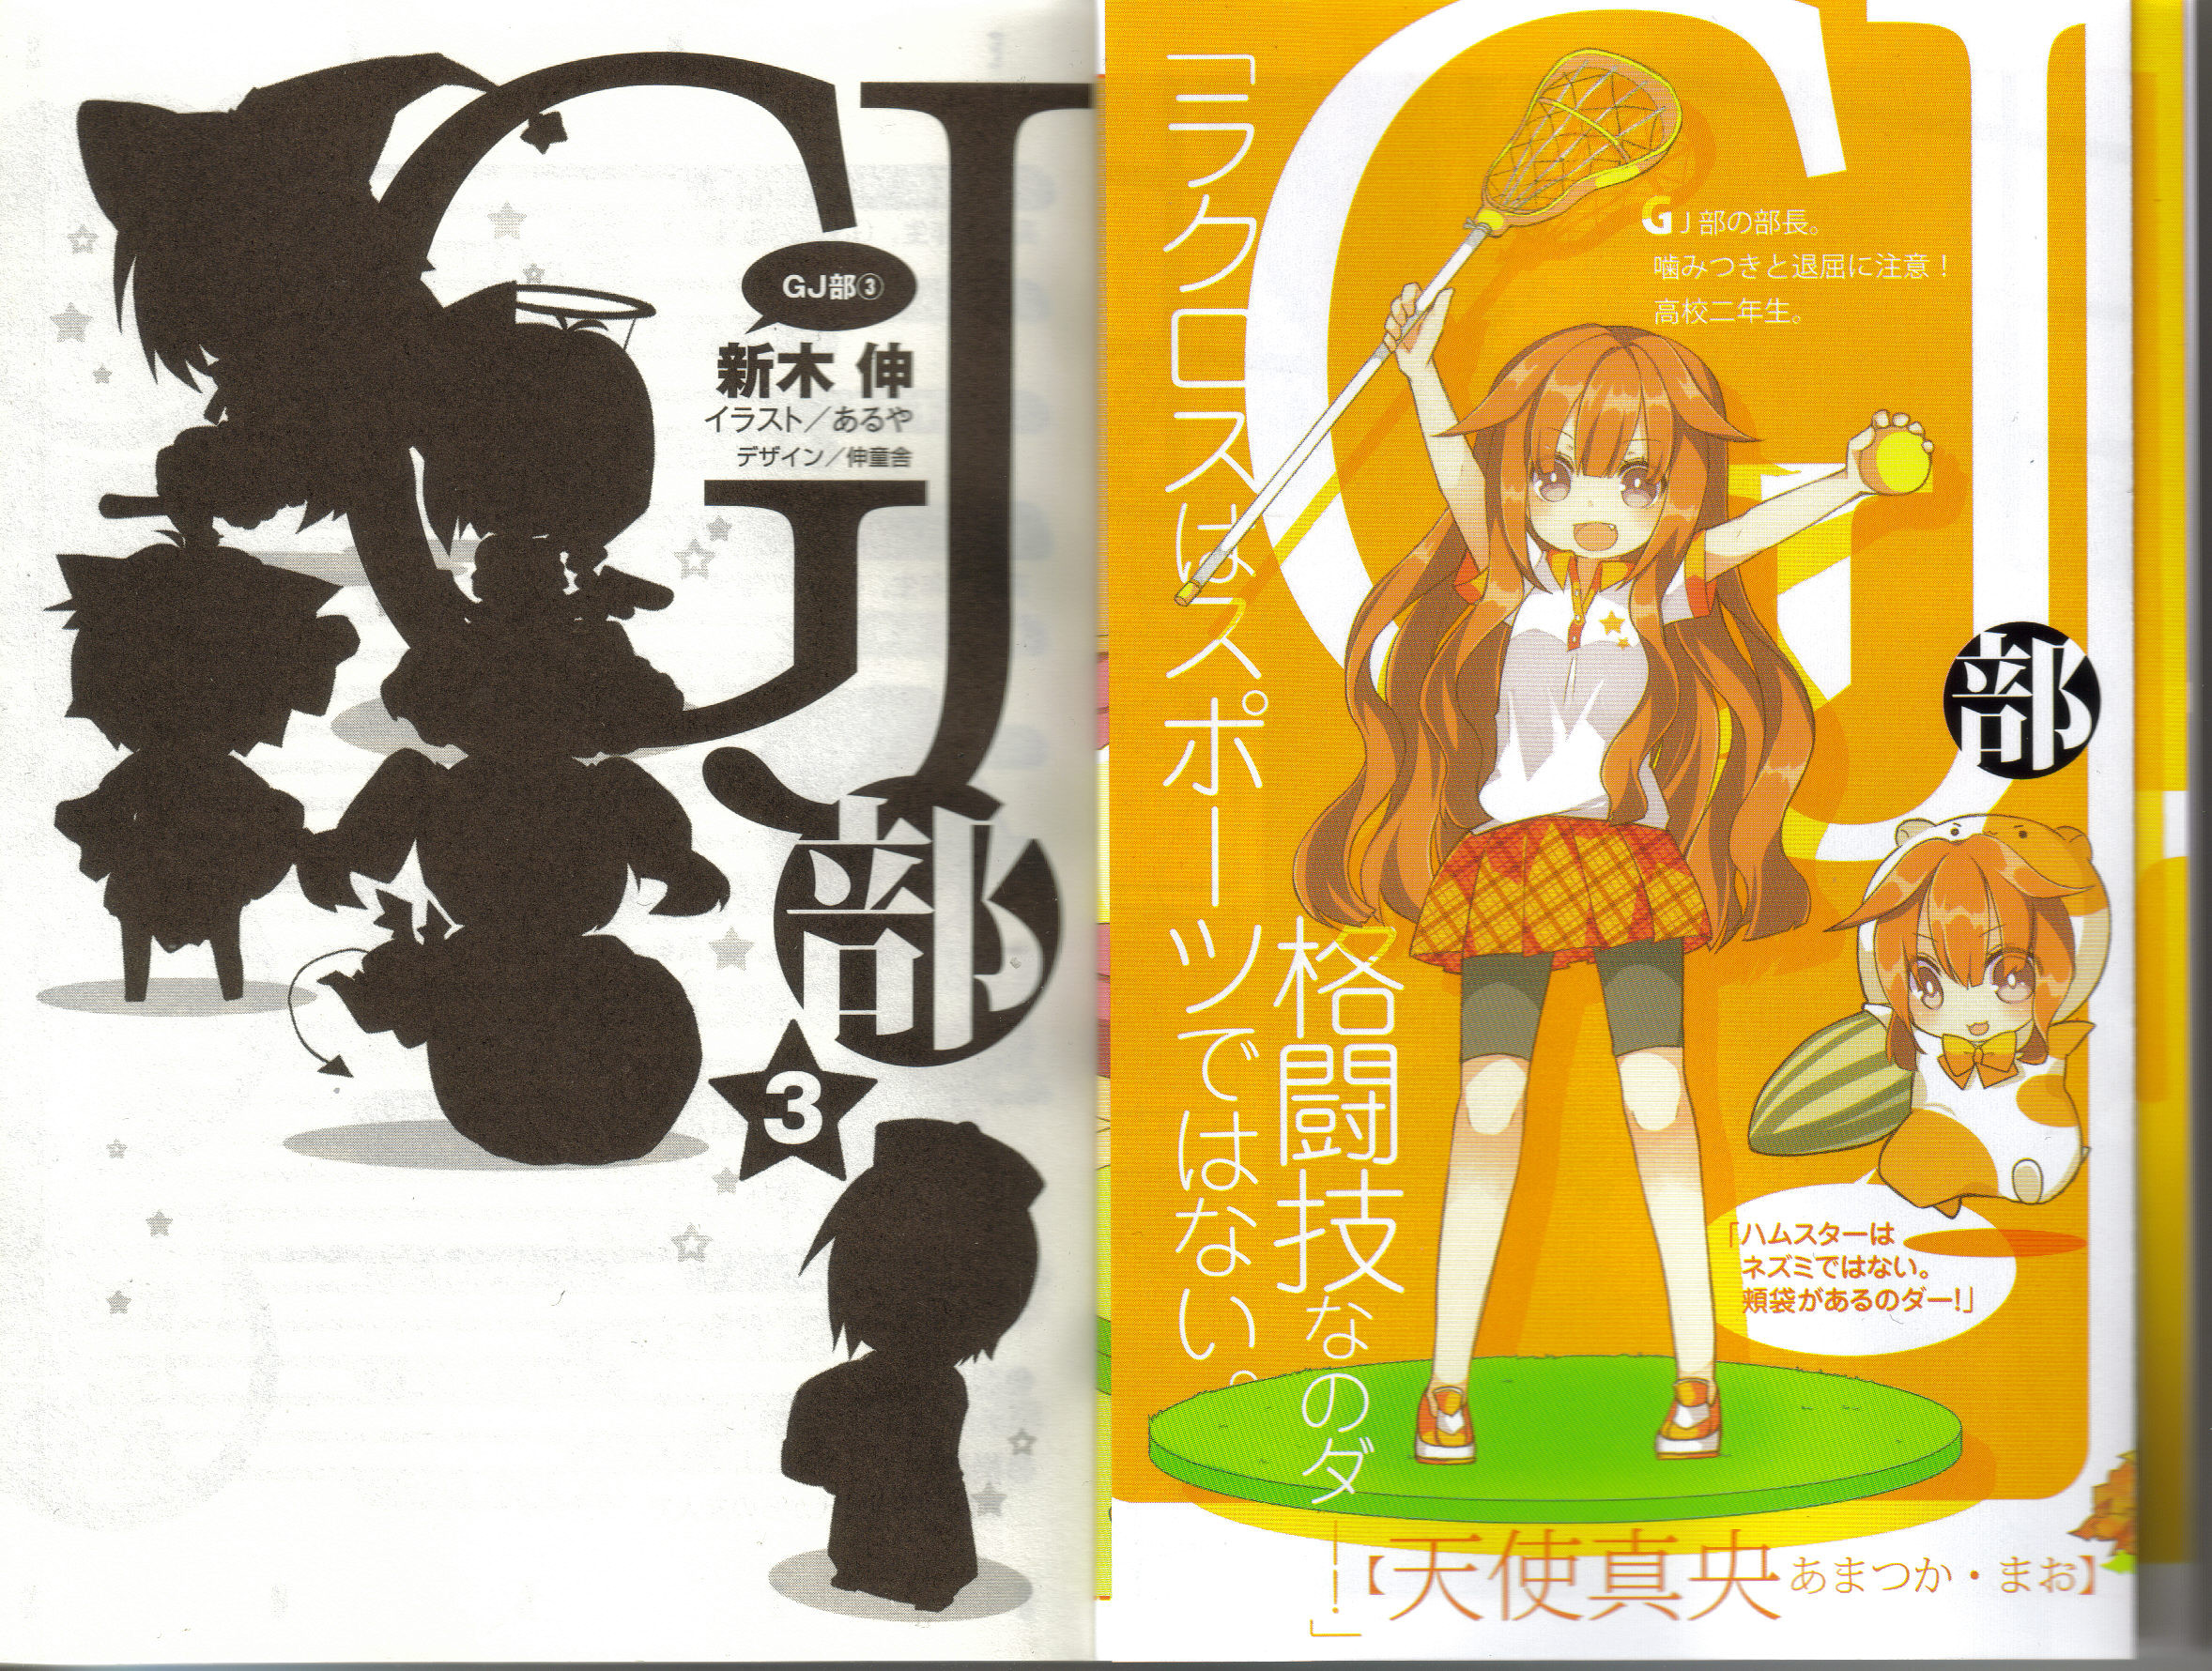 GJ部③
新木 伸
イラスト／あるや
デザイン／仲童舎
GJ部
3
GJ部
GJ部の部長。
噛みつきと退屈に注意！
高校二年生。
「ラクロスはスポーツではない。
格闘技なのダー！」
「ハムスターは
ネズミではない。
頬袋があるのダー！」
【天使真央 あまつか・まお】